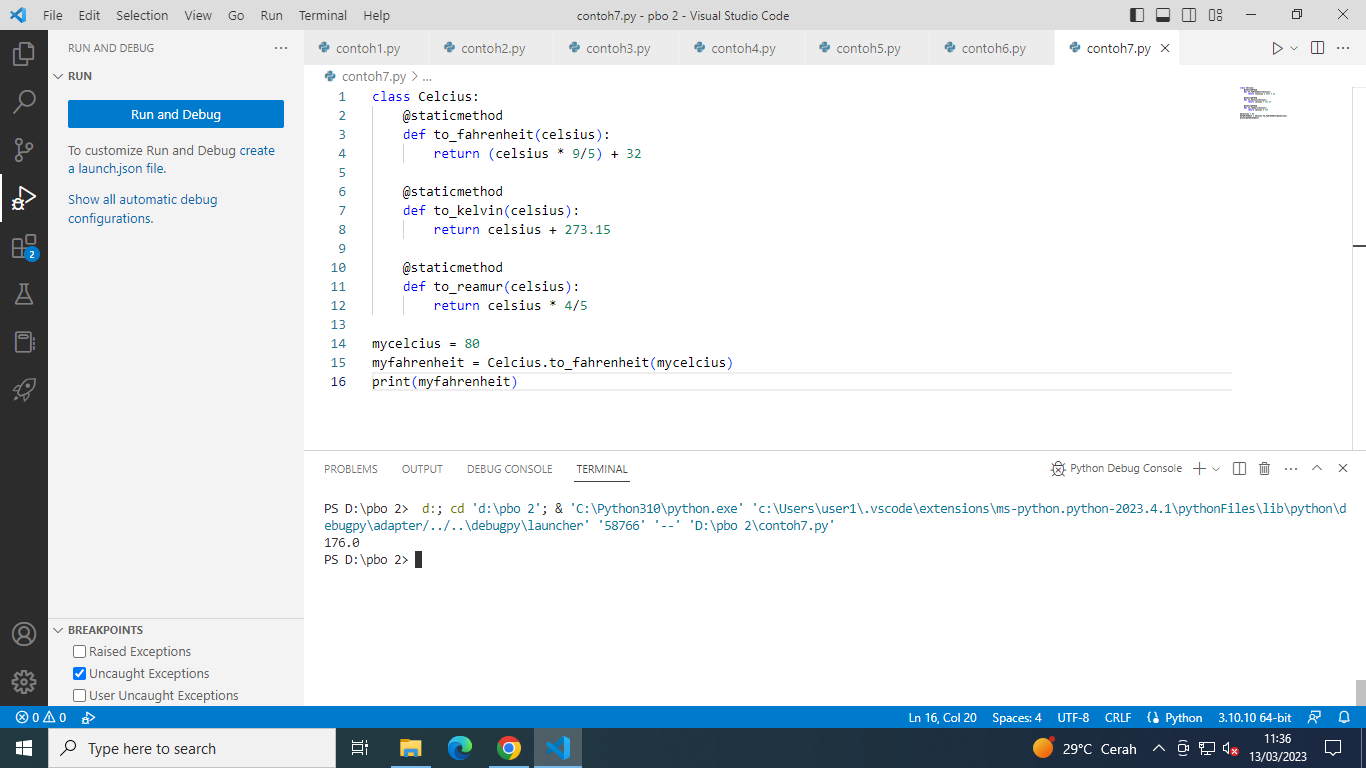 File Edit Selection View Go Run Terminal Help
contoh7.py - pbo 2 - Visual Studio Code
RUN AND DEBUG
RUN
Run and Debug
To customize Run and Debug create
a launch.json file.
Show all automatic debug
configurations.
2
BREAKPOINTS
Raised Exceptions
Uncaught Exceptions
User Uncaught Exceptions
contoh1.py contoh2.py contoh3.py contoh4.py contoh5.py contoh6.py contoh7.py
contoh7.py > ...
1 class Celcius:
2 @staticmethod
3 def to_fahrenheit(celsius):
4 return (celsius * 9/5) + 32
5
6 @staticmethod
7 def to_kelvin(celsius):
8 return celsius + 273.15
9
10 @staticmethod
11 def to_reamur(celsius):
12 return celsius * 4/5
13
14 mycelcius = 80
15 myfahrenheit = Celcius.to_fahrenheit(mycelcius)
16 print(myfahrenheit)
PROBLEMS OUTPUT DEBUG CONSOLE TERMINAL
Python Debug Console
PS D:\pbo 2>  d:; cd 'd:\pbo 2'; & 'C:\Python310\python.exe' 'c:\Users\user1\.vscode\extensions\ms-python.python-2023.4.1\pythonFiles\lib\python\d
ebugpy\adapter/../..\debugpy\launcher' '58766' '--' 'D:\pbo 2\contoh7.py'
176.0
PS D:\pbo 2>
0 0
Ln 16, Col 20 Spaces: 4 UTF-8 CRLF Python 3.10.10 64-bit
Type here to search
29°C Cerah
11:36
13/03/2023